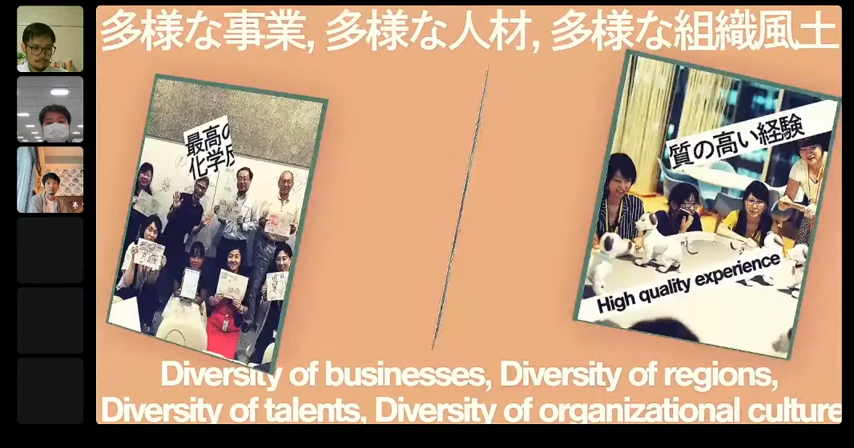 多様な事業, 多様な人材, 多様な組織風土
最高の
化学反
質の高い経験
High quality experience
Diversity of businesses, Diversity of regions,
Diversity of talents, Diversity of organizational culture